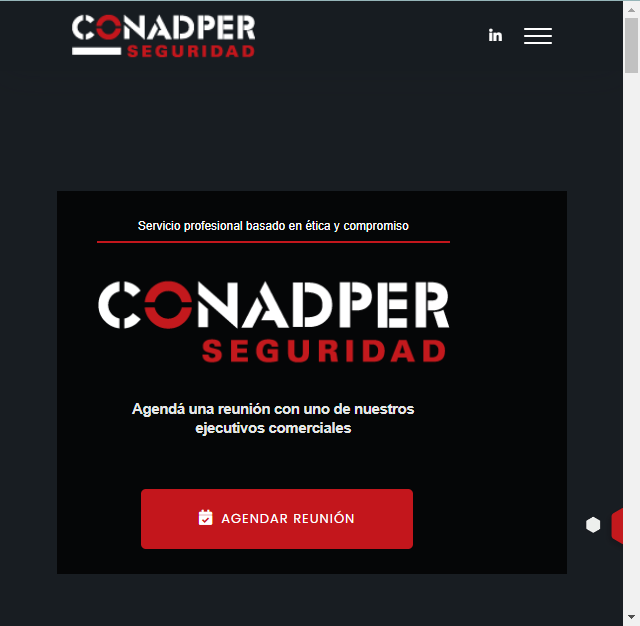 CONADPER
SEGURIDAD
in
Servicio profesional basado en ética y compromiso
CONADPER
SEGURIDAD
Agendá una reunión con uno de nuestros
ejecutivos comerciales
AGENDAR REUNIÓN